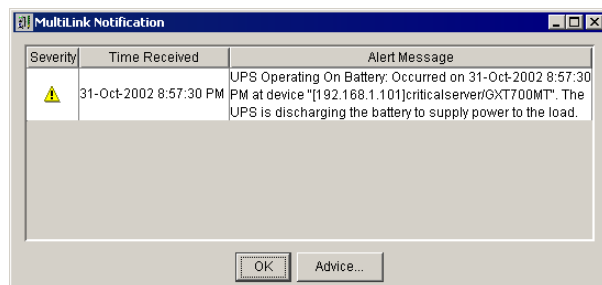 MultiLink Notification
Severity Time Received Alert Message
31-Oct-2002 8:57:30 PM
UPS Operating On Battery: Occurred on 31-Oct-2002 8:57:30
PM at device "[192.168.1.101]criticalserver/GXT700MT". The
UPS is discharging the battery to supply power to the load.
OK Advice...